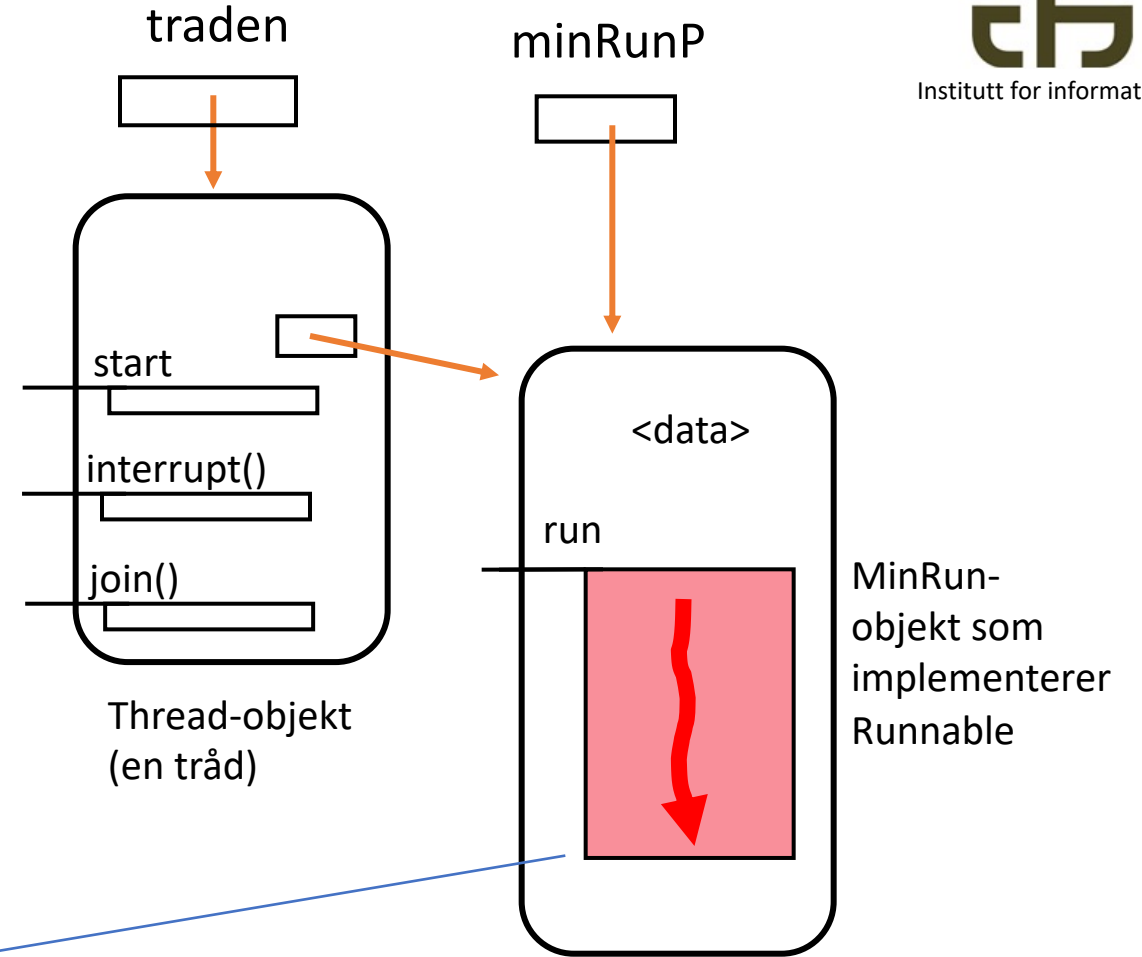 traden
minRunP
Institutt for informat
start
interrupt()
join()
<data>
run
Thread-objekt
(en tråd)
MinRun-
objekt som
implementerer
Runnable